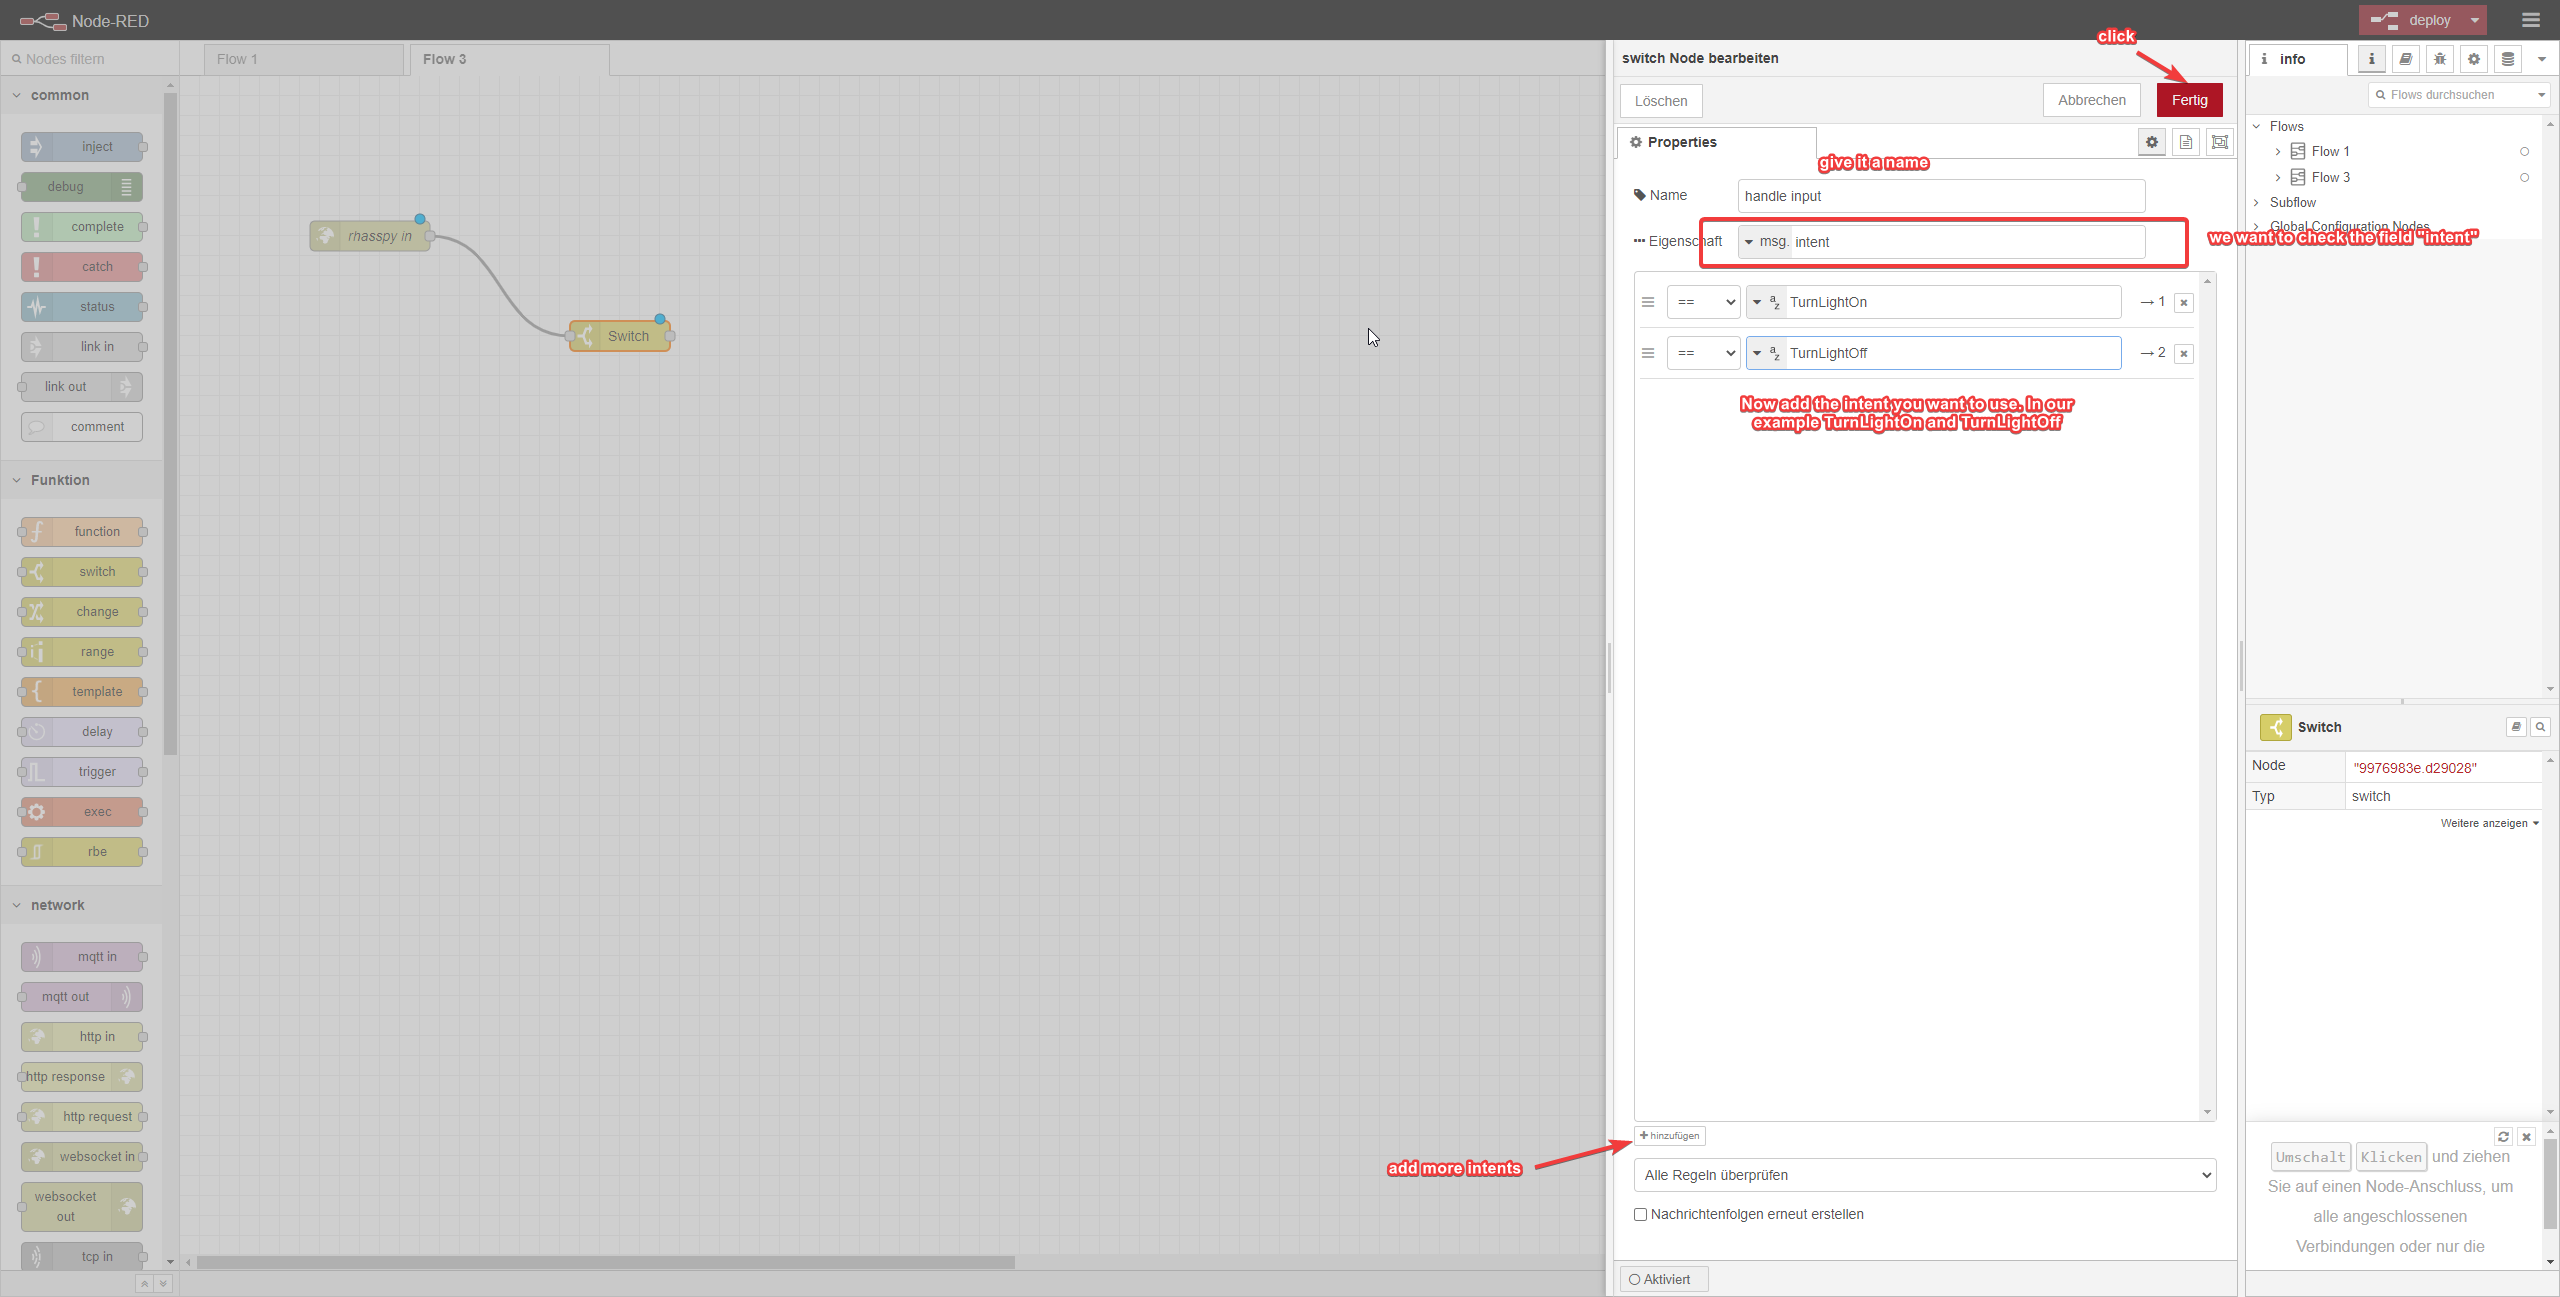 Node-RED
deploy
click
Nodes filtern
Flow 1
Flow 3
common
inject
debug
complete
catch
status
link in
link out
comment
Funktion
function
switch
change
range
template
delay
trigger
exec
rbe
network
mqtt in
mqtt out
http in
http response
http request
websocket in
websocket
out
tcp in
rhasspy in
Switch
switch Node bearbeiten
Löschen
Abbrechen
Fertig
Properties
give it a name
Name
handle input
Eigenschaft
msg. intent
== TurnLightOn → 1
== TurnLightOff → 2
Now add the intent you want to use. In our
example TurnLightOn and TurnLightOff
hinzufügen
add more intents
Alle Regeln überprüfen
Nachrichtenfolgen erneut erstellen
Aktiviert
info
Flows durchsuchen
Flows
Flow 1
Flow 3
Subflow
Global Configuration Nodes
we want to check the field "intent"
Switch
Node "9976983e.d29028"
Typ switch
Weitere anzeigen
Umschalt Klicken und ziehen
Sie auf einen Node-Anschluss, um
alle angeschlossenen
Verbindungen oder nur die